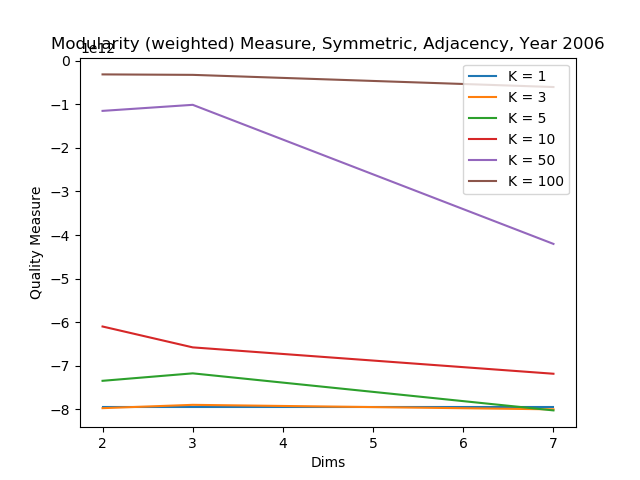 Modularity (weighted) Measure, Symmetric, Adjacency, Year 2006
1e12
0
−1
−2
−3
−4
−5
−6
−7
−8
Quality Measure
K = 1
K = 3
K = 5
K = 10
K = 50
K = 100
2 3 4 5 6 7
Dims